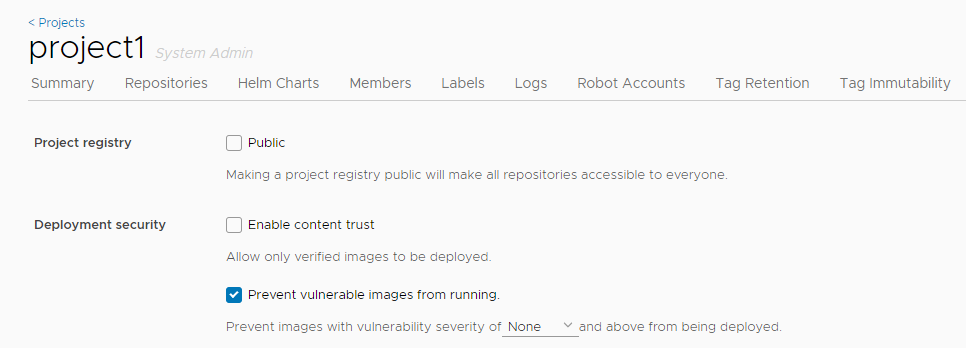 < Projects
project1 System Admin
Summary Repositories Helm Charts Members Labels Logs Robot Accounts Tag Retention Tag Immutability
Project registry Public
Making a project registry public will make all repositories accessible to everyone.
Deployment security Enable content trust
Allow only verified images to be deployed.
Prevent vulnerable images from running.
Prevent images with vulnerability severity of None and above from being deployed.